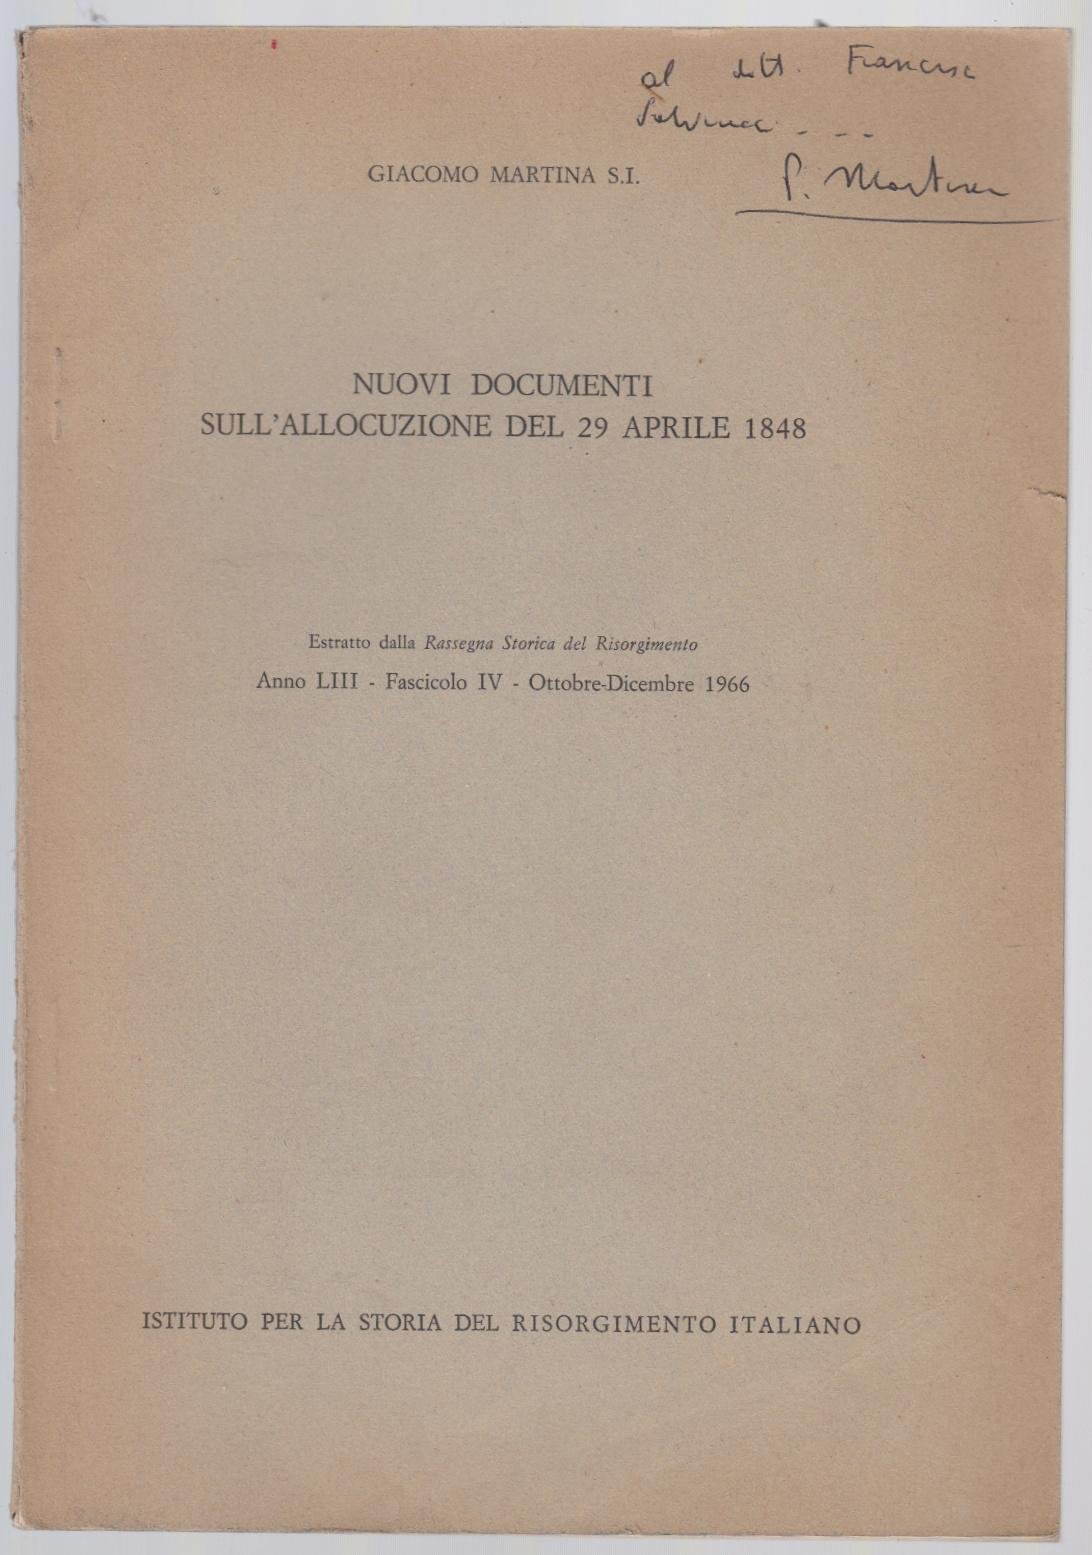 al dott. Francesc
P. Martina
GIACOMO MARTINA S.I.
NUOVI DOCUMENTI
SULL'ALLOCUZIONE DEL 29 APRILE 1848
Estratto dalla Rassegna Storica del Risorgimento
Anno LIII - Fascicolo IV - Ottobre-Dicembre 1966
ISTITUTO PER LA STORIA DEL RISORGIMENTO ITALIANO